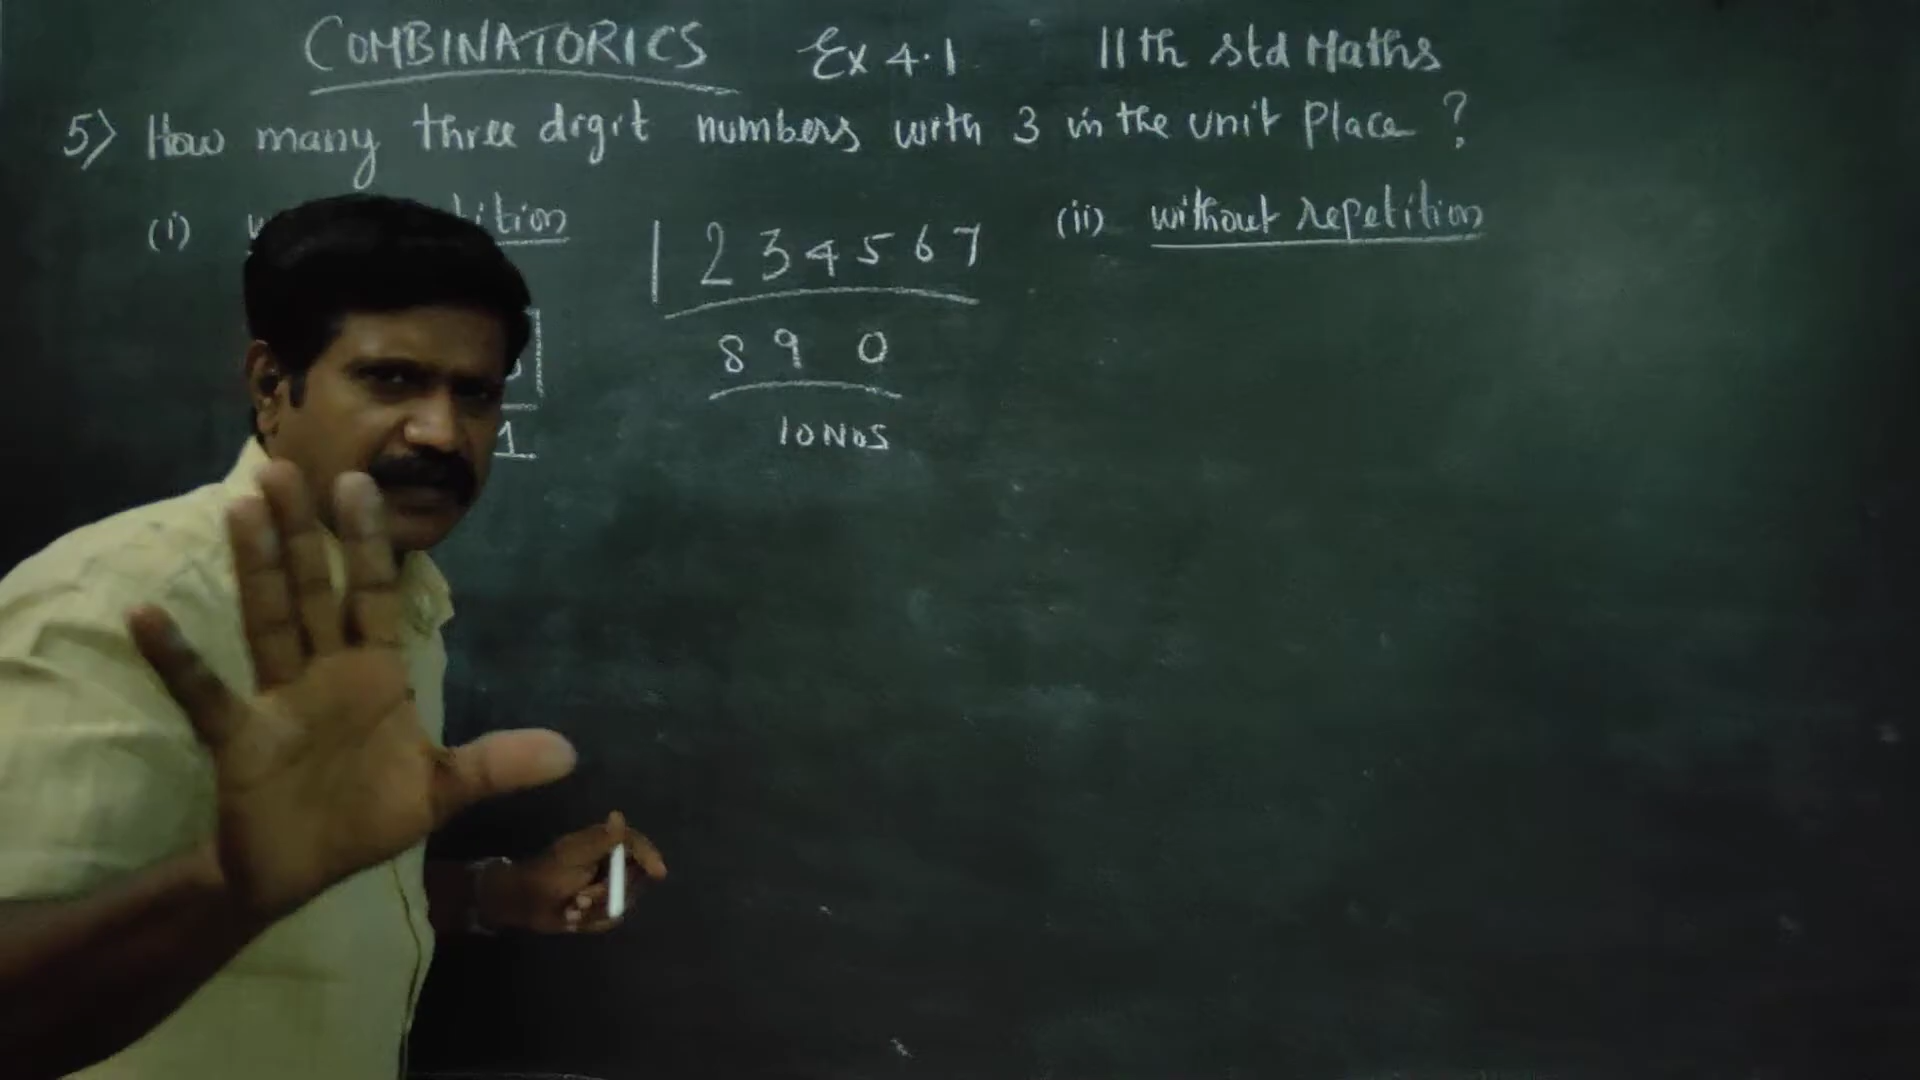 COMBINATORICS Ex 4.1 11th std Maths
5) How many three digit numbers with 3 in the unit Place ?
(i) (ii) without repetition
1 2 3 4 5 6 7
8 9 0
1
10 NOS